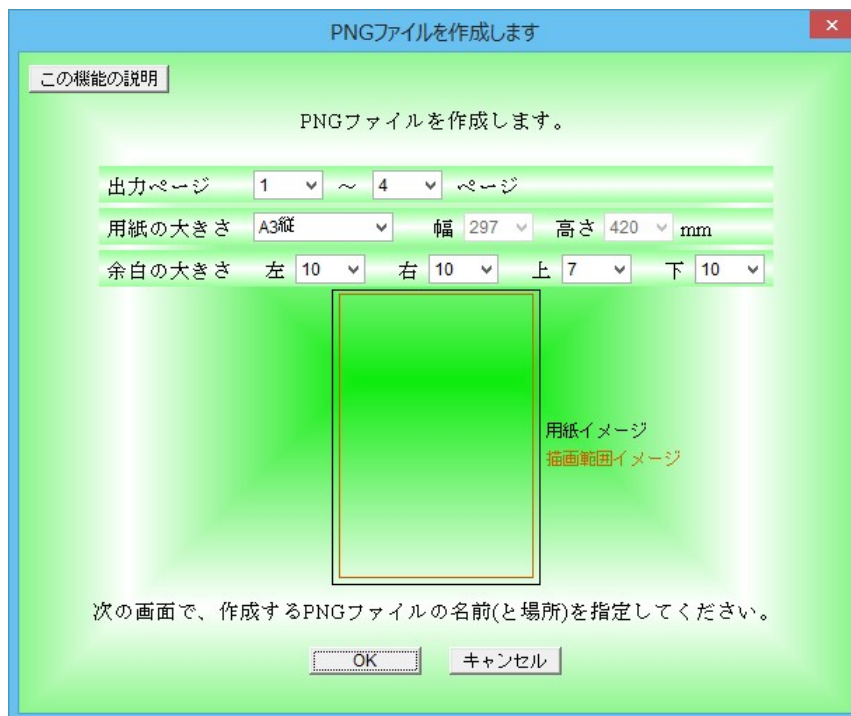 PNGファイルを作成します
この機能の説明
PNGファイルを作成します。
出力ページ 1 ～ 4 ページ
用紙の大きさ A3縦 幅 297 高さ 420 mm
余白の大きさ 左 10 右 10 上 7 下 10
用紙イメージ
描画範囲イメージ
次の画面で、作成するPNGファイルの名前(と場所)を指定してください。
OK キャンセル